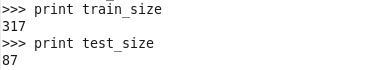 >>> print train_size
317
>>> print test_size
87